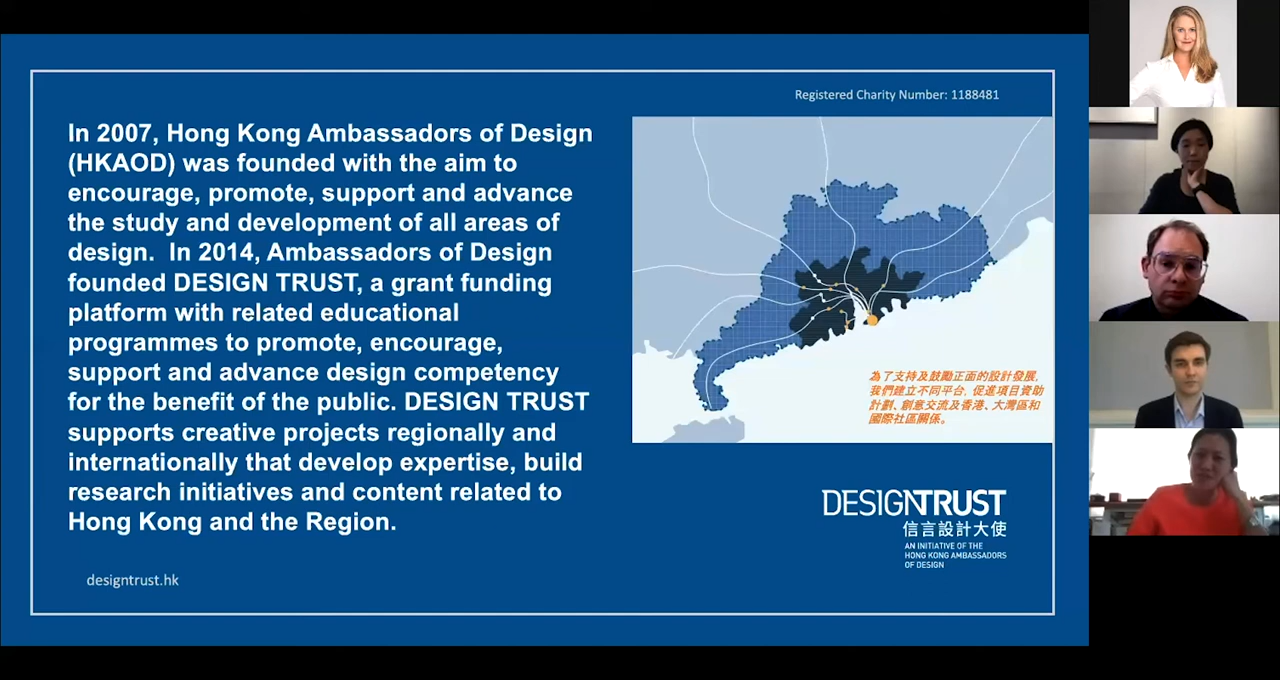 Registered Charity Number: 1188481
In 2007, Hong Kong Ambassadors of Design
(HKAOD) was founded with the aim to
encourage, promote, support and advance
the study and development of all areas of
design.  In 2014, Ambassadors of Design
founded DESIGN TRUST, a grant funding
platform with related educational
programmes to promote, encourage,
support and advance design competency
for the benefit of the public. DESIGN TRUST
supports creative projects regionally and
internationally that develop expertise, build
research initiatives and content related to
Hong Kong and the Region.
為了支持及鼓勵正面的設計發展,
我們建立不同平台, 促進項目資助
計劃、創意交流及香港、大灣區和
國際社區關係。
DESIGNTRUST
信言設計大使
AN INITIATIVE OF THE
HONG KONG AMBASSADORS
OF DESIGN
designtrust.hk